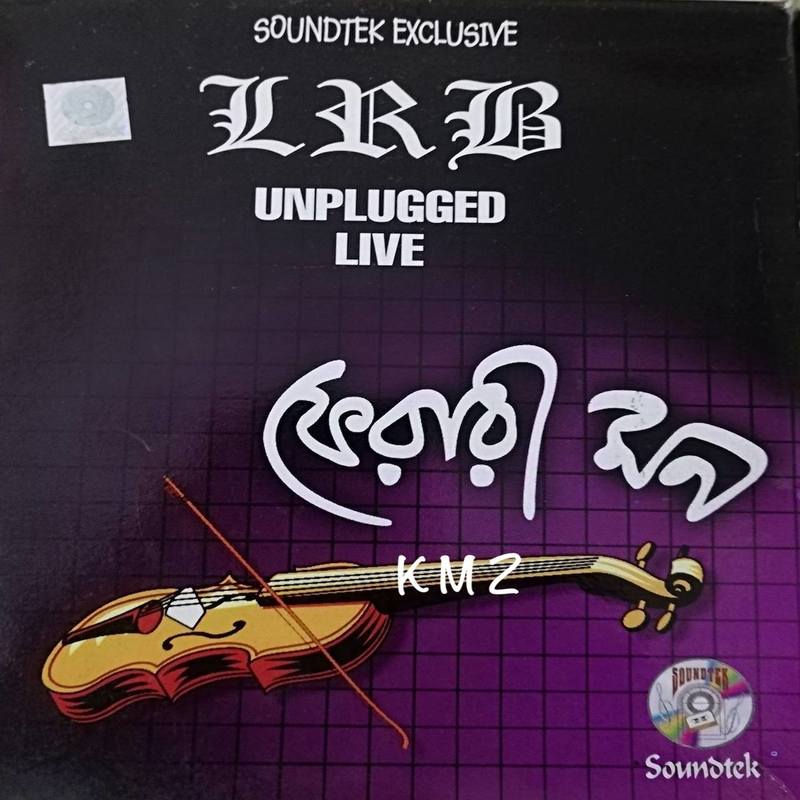 SOUNDTEK EXCLUSIVE
LRB
UNPLUGGED
LIVE
ফেরারী মন
KMZ
SOUNDTEK
Soundtek